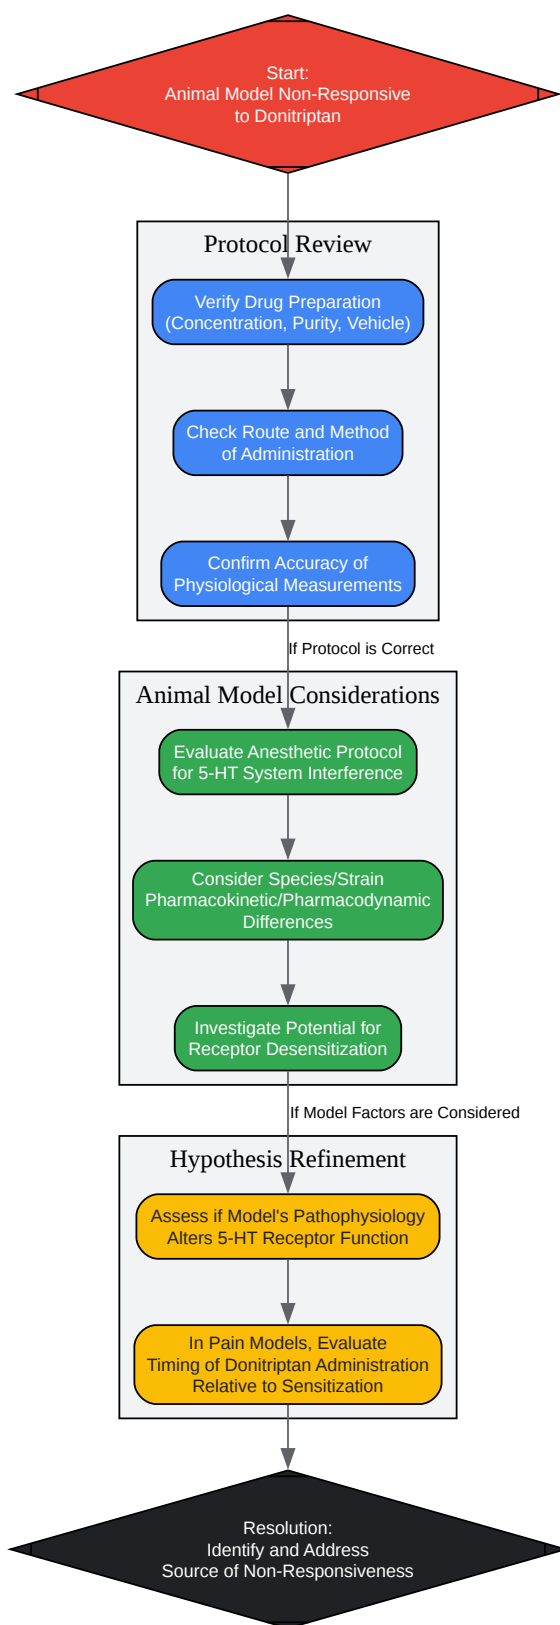 Start:
Animal Model Non-Responsive
to Donitriptan
Protocol Review
Verify Drug Preparation
(Concentration, Purity, Vehicle)
Check Route and Method
of Administration
Confirm Accuracy of
Physiological Measurements
If Protocol is Correct
Animal Model Considerations
Evaluate Anesthetic Protocol
for 5-HT System Interference
Consider Species/Strain
Pharmacokinetic/Pharmacodynamic
Differences
Investigate Potential for
Receptor Desensitization
If Model Factors are Considered
Hypothesis Refinement
Assess if Model's Pathophysiology
Alters 5-HT Receptor Function
In Pain Models, Evaluate
Timing of Donitriptan Administration
Relative to Sensitization
Resolution:
Identify and Address
Source of Non-Responsiveness